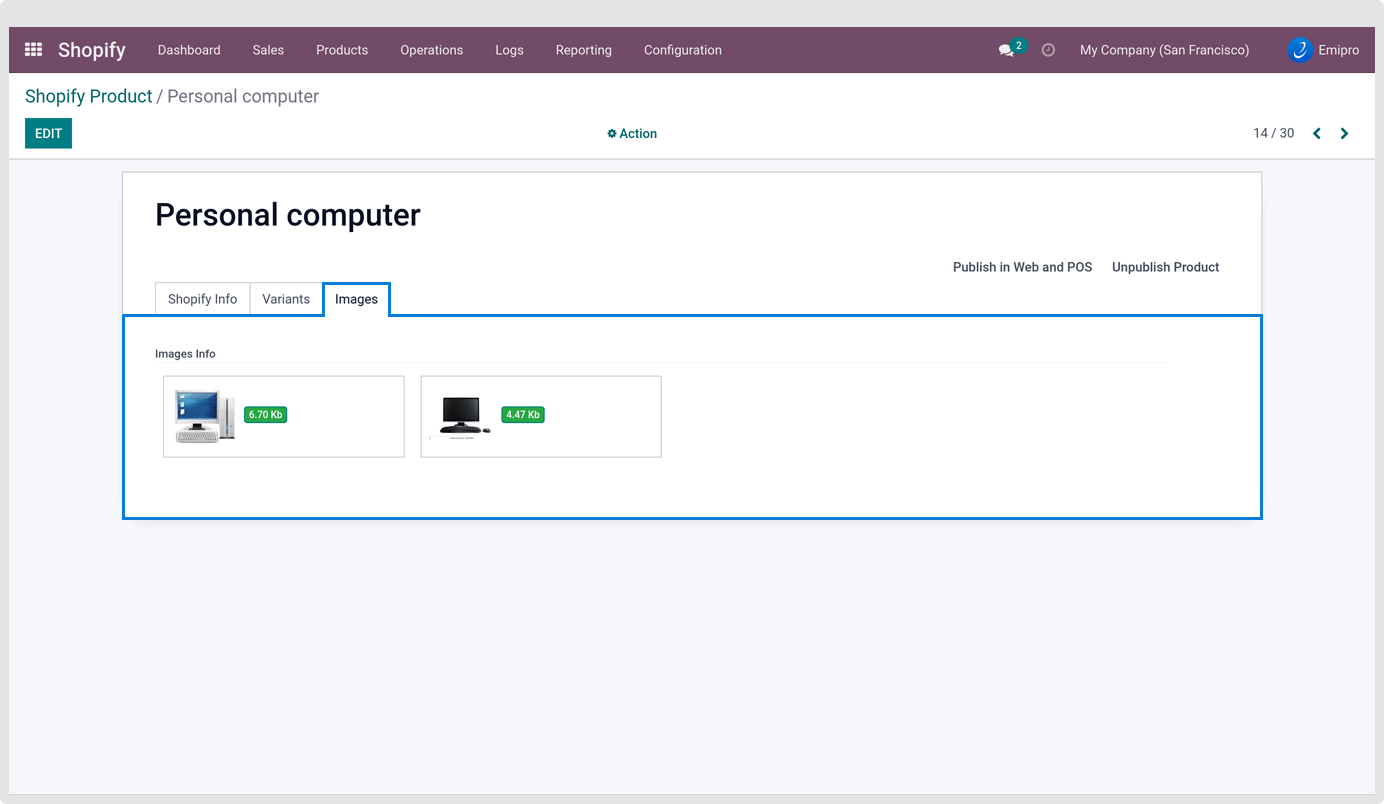 Shopify Dashboard Sales Products Operations Logs Reporting Configuration 2 My Company (San Francisco) Emipro
Shopify Product / Personal computer
EDIT Action 14 / 30
Personal computer
Publish in Web and POS Unpublish Product
Shopify Info Variants Images
Images Info
6.70 Kb 4.47 Kb